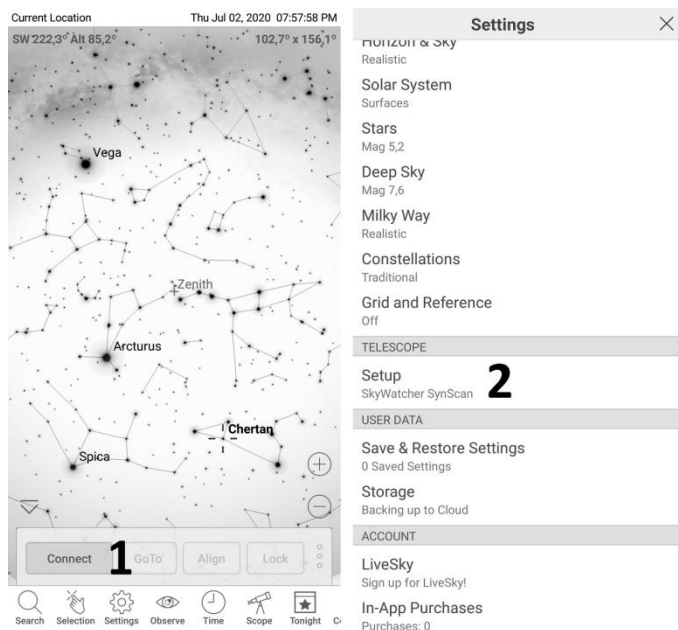 Current Location
Thu Jul 02, 2020 07:57:58 PM
SW 222,3° Alt 85,2°
102,7° x 156,1°
Vega
Zenith
Arcturus
Chertan
Spica
Connect
1
GoTo
Align
Lock
Search
Selection
Settings
Observe
Time
Scope
Tonight
Settings
Horizon & Sky
Realistic
Solar System
Surfaces
Stars
Mag 5,2
Deep Sky
Mag 7,6
Milky Way
Realistic
Constellations
Traditional
Grid and Reference
Off
TELESCOPE
Setup
SkyWatcher SynScan
2
USER DATA
Save & Restore Settings
0 Saved Settings
Storage
Backing up to Cloud
ACCOUNT
LiveSky
Sign up for LiveSky!
In-App Purchases
Purchases: 0